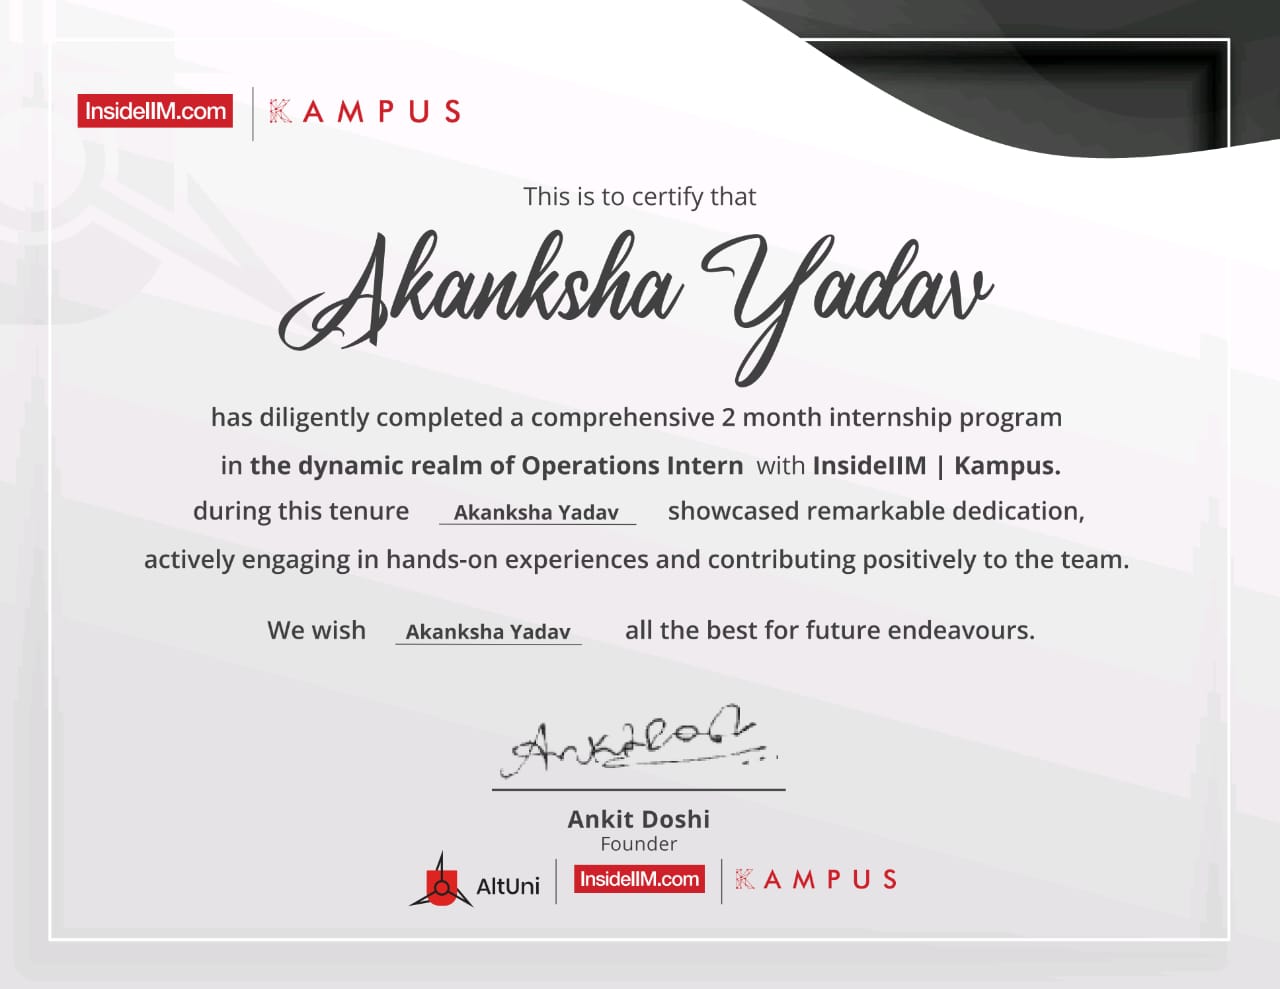 InsideIIM.com KAMPUS
This is to certify that
Akanksha Yadav
has diligently completed a comprehensive 2 month internship program
in the dynamic realm of Operations Intern with InsideIIM | Kampus.
during this tenure Akanksha Yadav showcased remarkable dedication,
actively engaging in hands-on experiences and contributing positively to the team.
We wish Akanksha Yadav all the best for future endeavours.
Ankit Doshi
Founder
AltUni InsideIIM.com KAMPUS